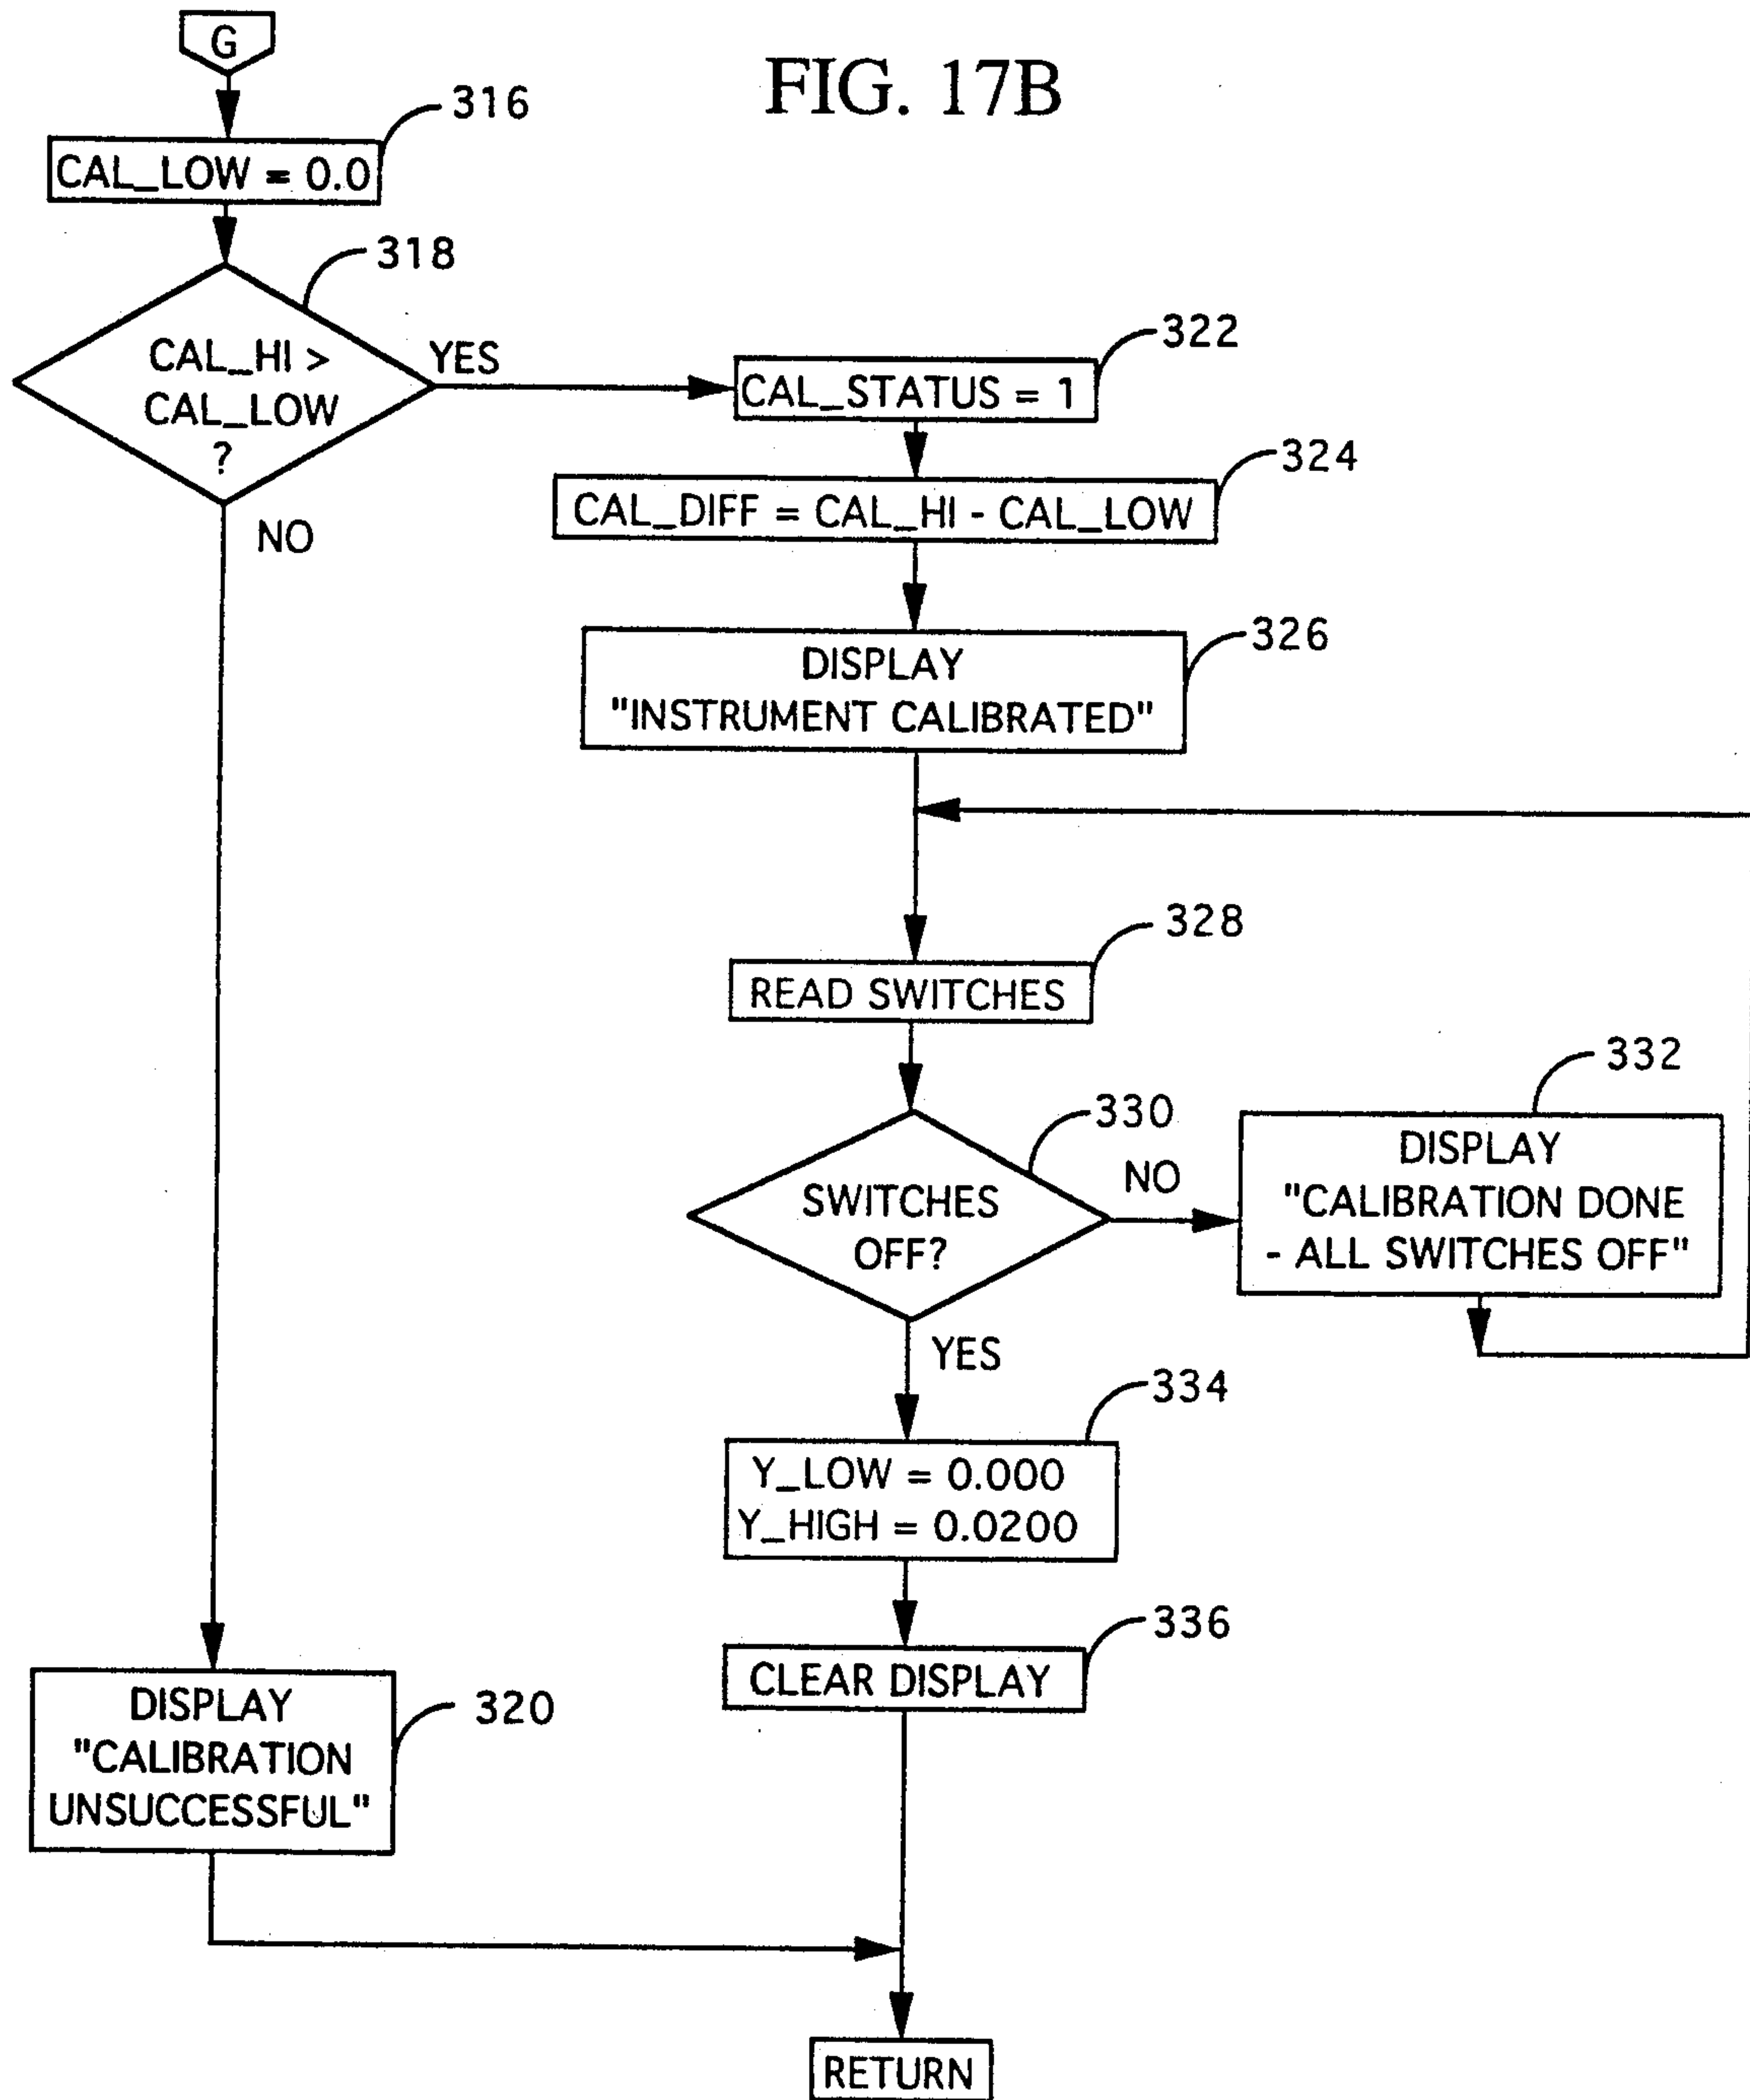 G
FIG. 17B
316
CAL_LOW = 0.0
318
CAL_HI >
CAL_LOW
?
YES
NO
322
CAL_STATUS = 1
324
CAL_DIFF = CAL_HI - CAL_LOW
326
DISPLAY
"INSTRUMENT CALIBRATED"
328
READ SWITCHES
330
SWITCHES
OFF?
NO
YES
332
DISPLAY
"CALIBRATION DONE
- ALL SWITCHES OFF"
334
Y_LOW = 0.000
Y_HIGH = 0.0200
336
CLEAR DISPLAY
DISPLAY
"CALIBRATION
UNSUCCESSFUL"
320
RETURN